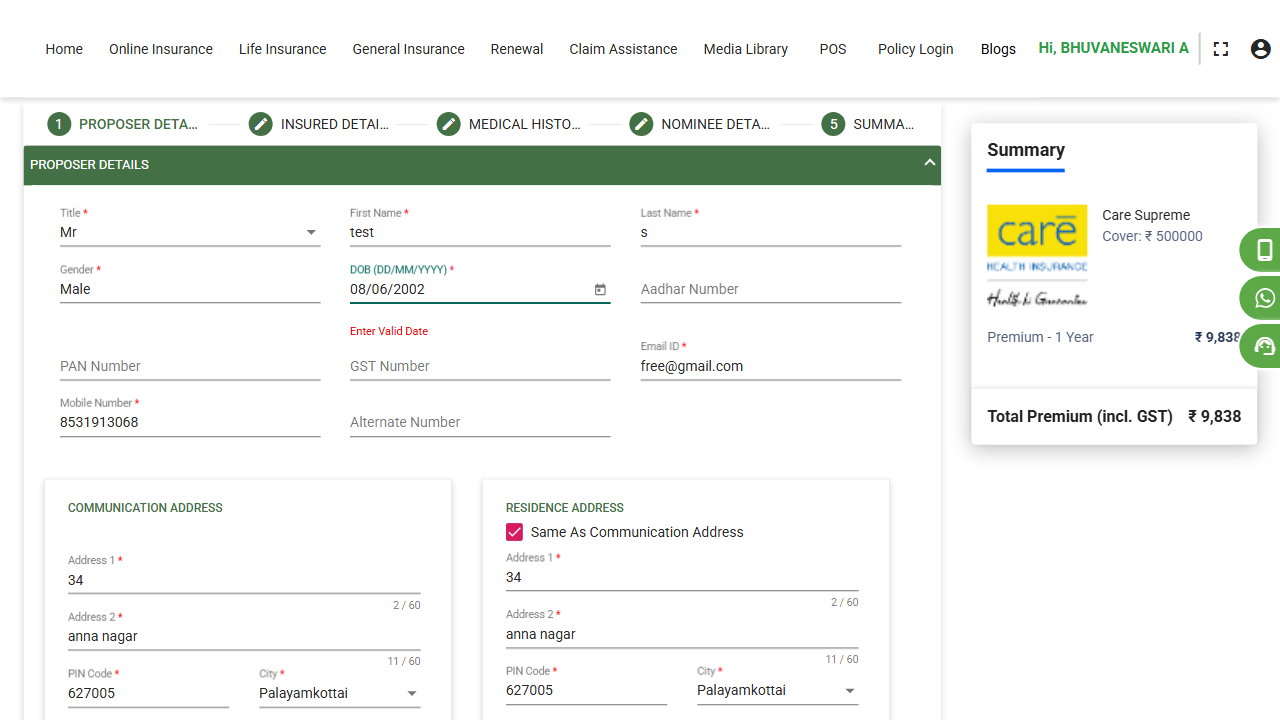 Home Online Insurance Life Insurance General Insurance Renewal Claim Assistance Media Library POS Policy Login Blogs Hi, BHUVANESWARI A
1 PROPOSER DETA... INSURED DETAI... MEDICAL HISTO... NOMINEE DETA... 5 SUMMA...
PROPOSER DETAILS
Title * First Name * Last Name *
Mr test s
Gender * DOB (DD/MM/YYYY) *
Male 08/06/2002 Aadhar Number
Enter Valid Date
Email ID *
PAN Number GST Number free@gmail.com
Mobile Number *
8531913068 Alternate Number
COMMUNICATION ADDRESS
Address 1 *
34
2 / 60
Address 2 *
anna nagar
11 / 60
PIN Code * City *
627005 Palayamkottai
RESIDENCE ADDRESS
Same As Communication Address
Address 1 *
34
2 / 60
Address 2 *
anna nagar
11 / 60
PIN Code * City *
627005 Palayamkottai
Summary
care
HEALTH INSURANCE
Health ki Guarantee
Care Supreme
Cover: ₹ 500000
Premium - 1 Year ₹ 9,838
Total Premium (incl. GST) ₹ 9,838